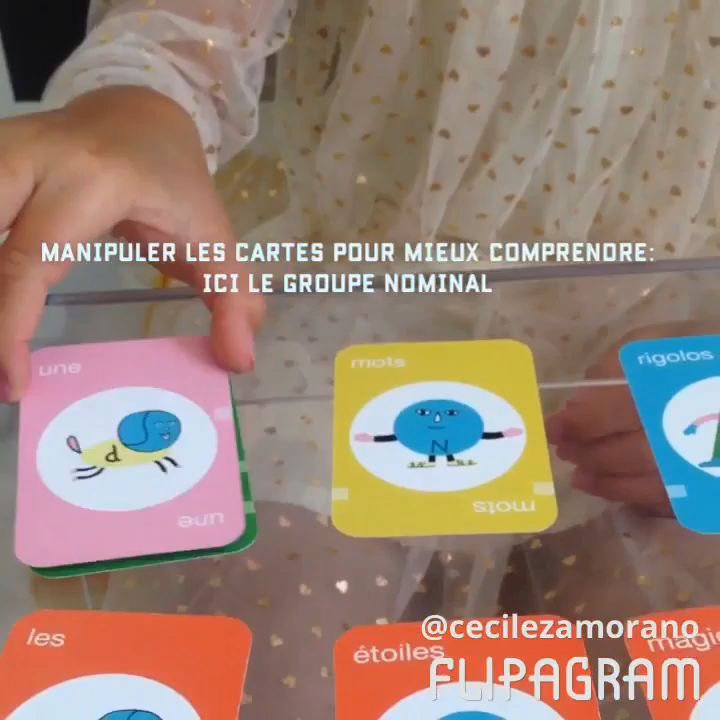 MANIPULER LES CARTES POUR MIEUX COMPRENDRE:
ICI LE GROUPE NOMINAL
une
mots
rigolos
d
N
une
mots
@cecilezamorano
les
étoiles
FLIPAGRAM